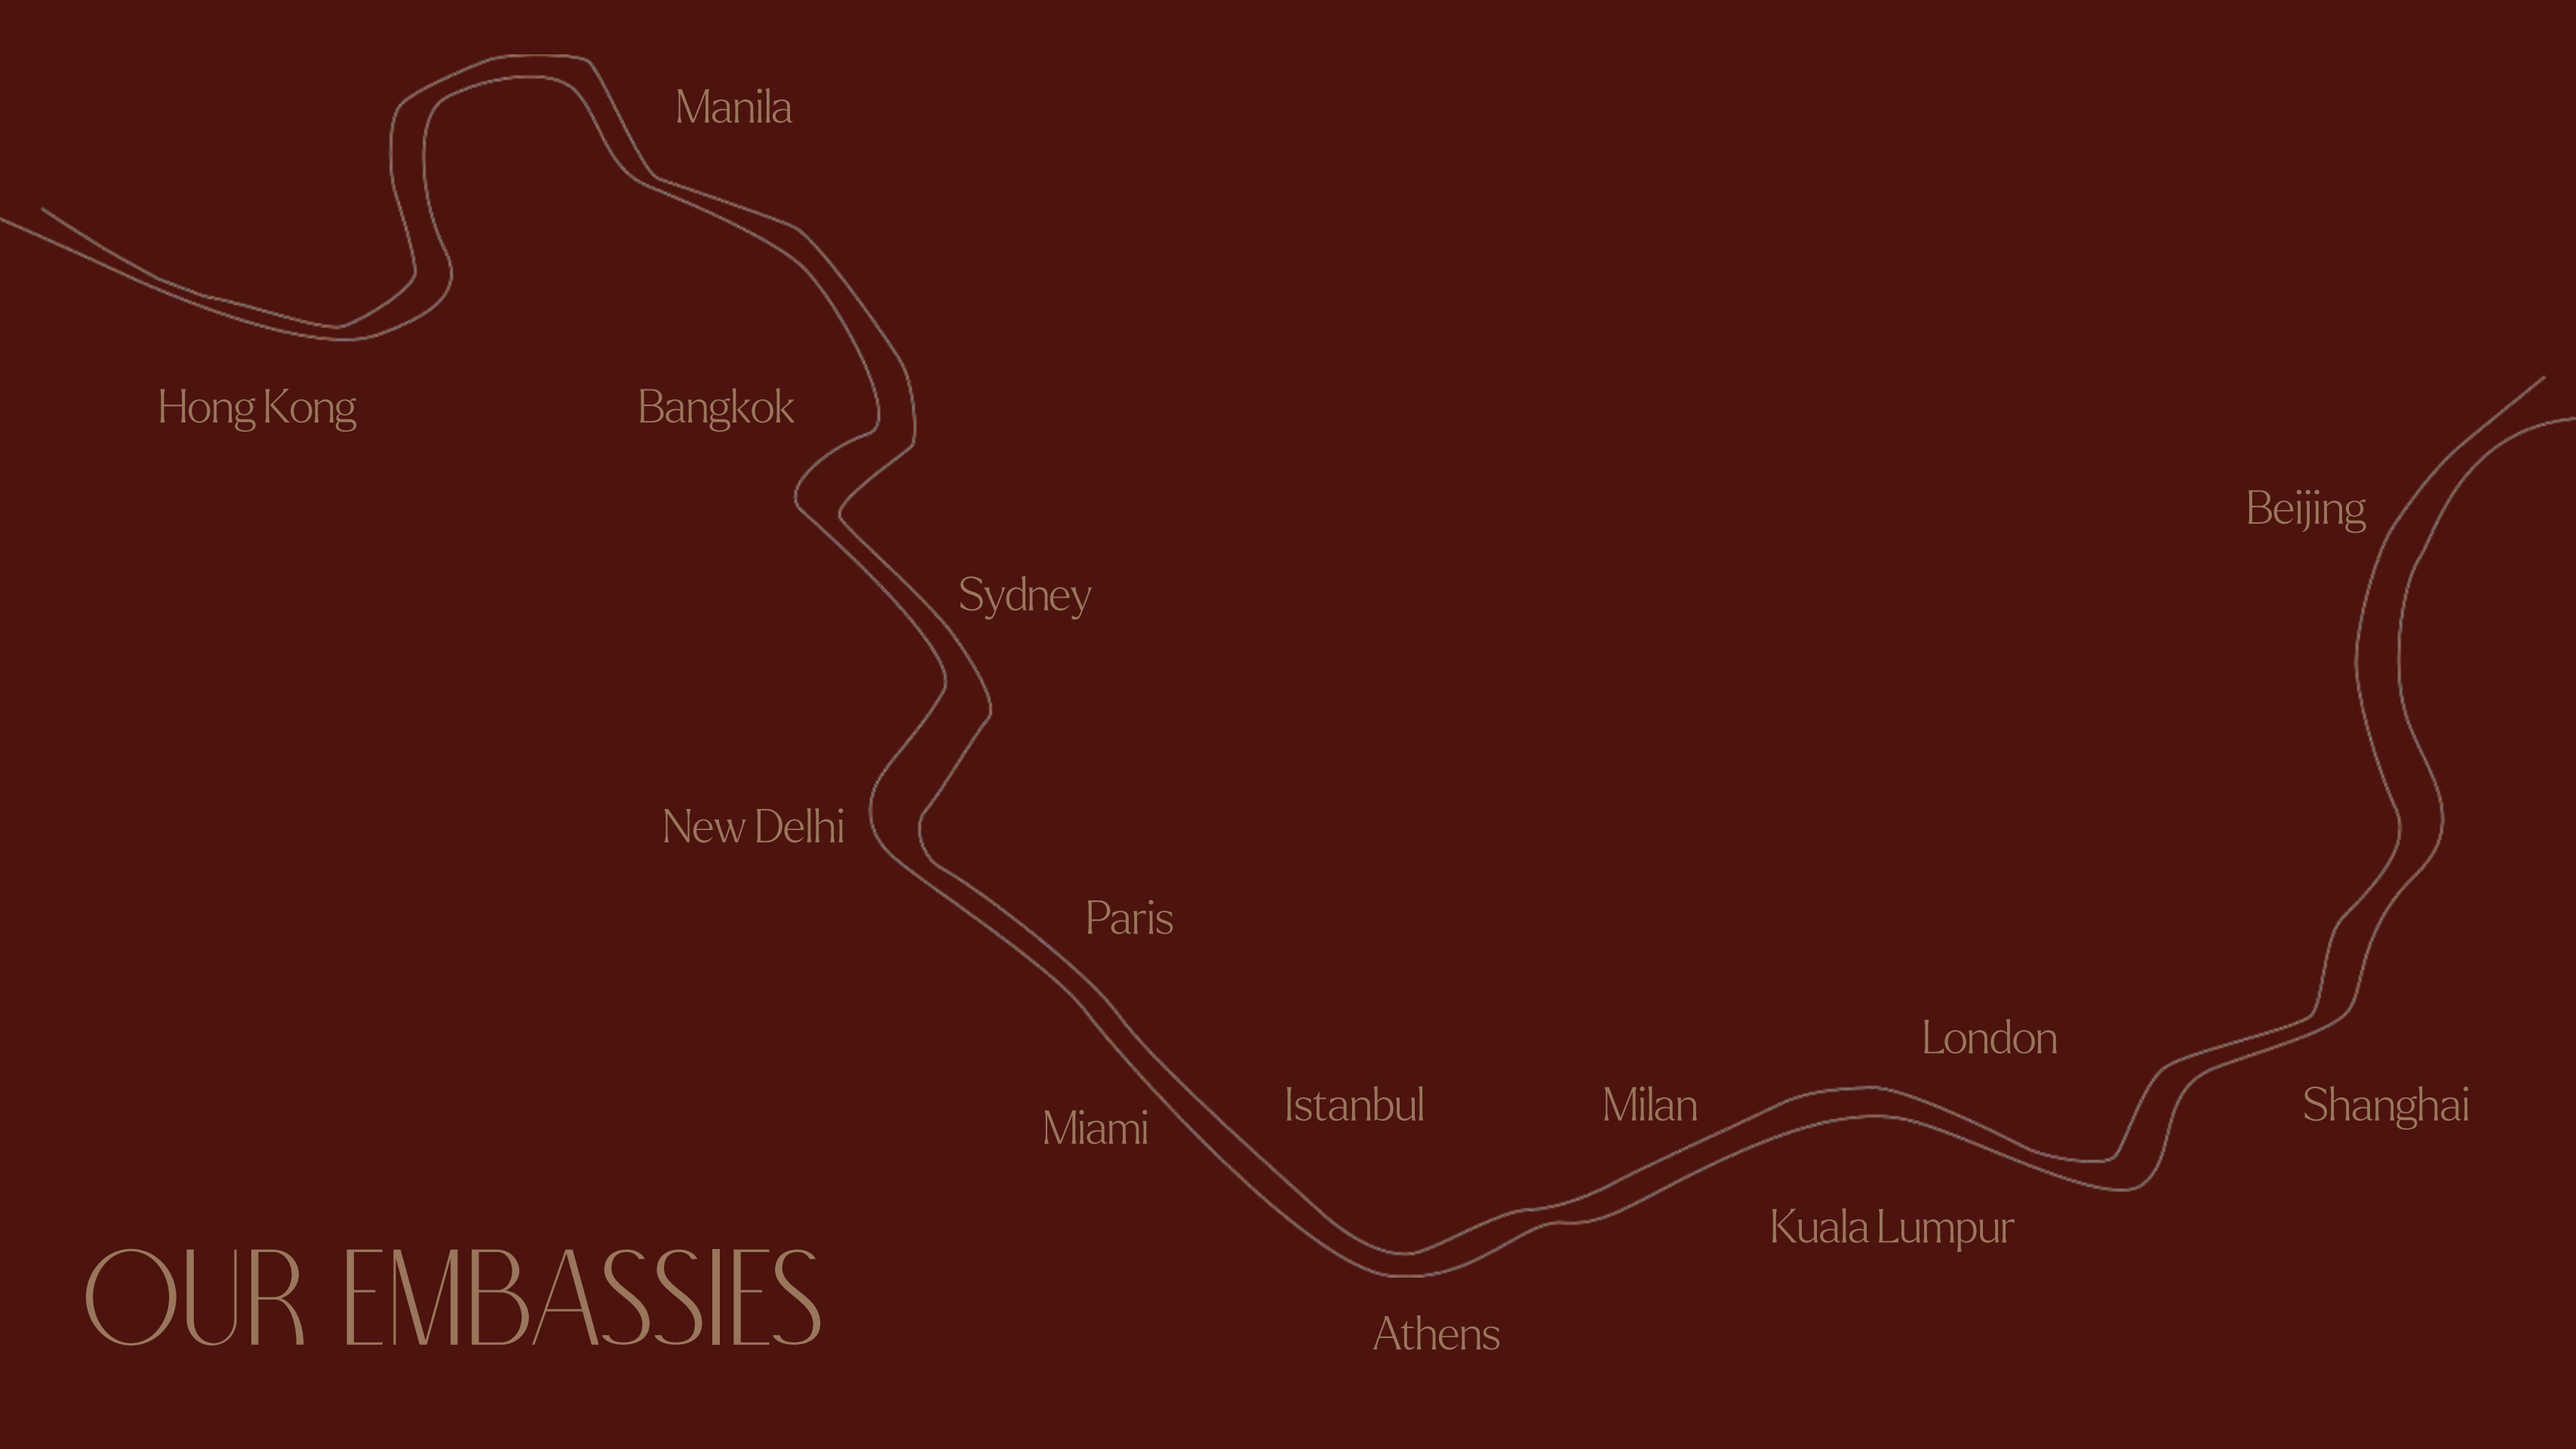 Manila
Hong Kong
Bangkok
Beijing
Sydney
New Delhi
Paris
London
Istanbul
Milan
Shanghai
Miami
Kuala Lumpur
OUR EMBASSIES
Athens